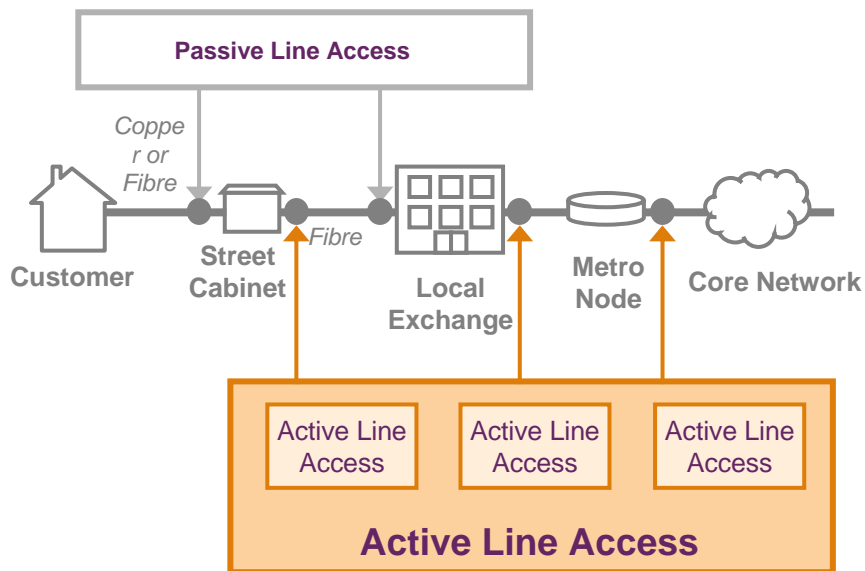 Passive Line Access
Coppe
r or
Fibre
Fibre
Customer
Street
Cabinet
Local
Exchange
Metro
Node
Core Network
Active Line
Access
Active Line
Access
Active Line
Access
Active Line Access